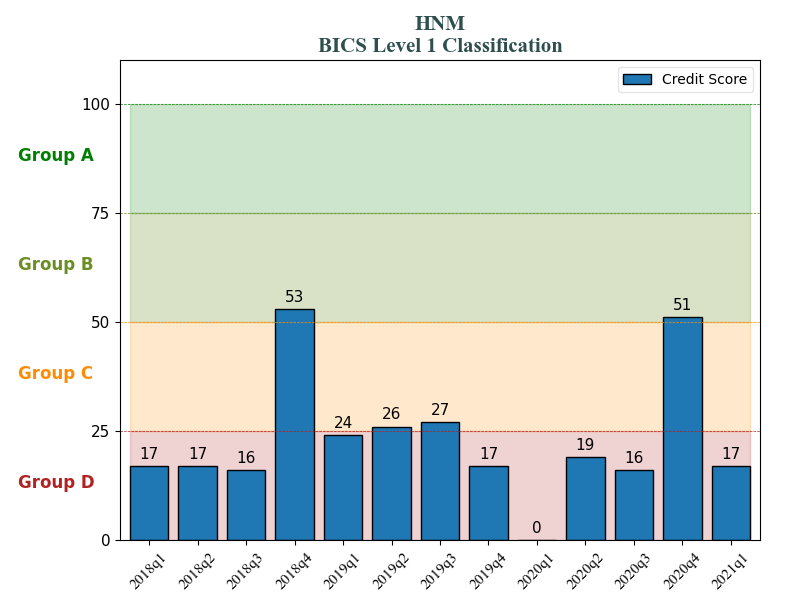 HNM
BICS Level 1 Classification
Credit Score
100
Group A
75
Group B
53
51
50
Group C
24
26
27
25
17
17
16
17
0
19
16
17
Group D
0
2018q1
2018q2
2018q3
2018q4
2019q1
2019q2
2019q3
2019q4
2020q1
2020q2
2020q3
2020q4
2021q1